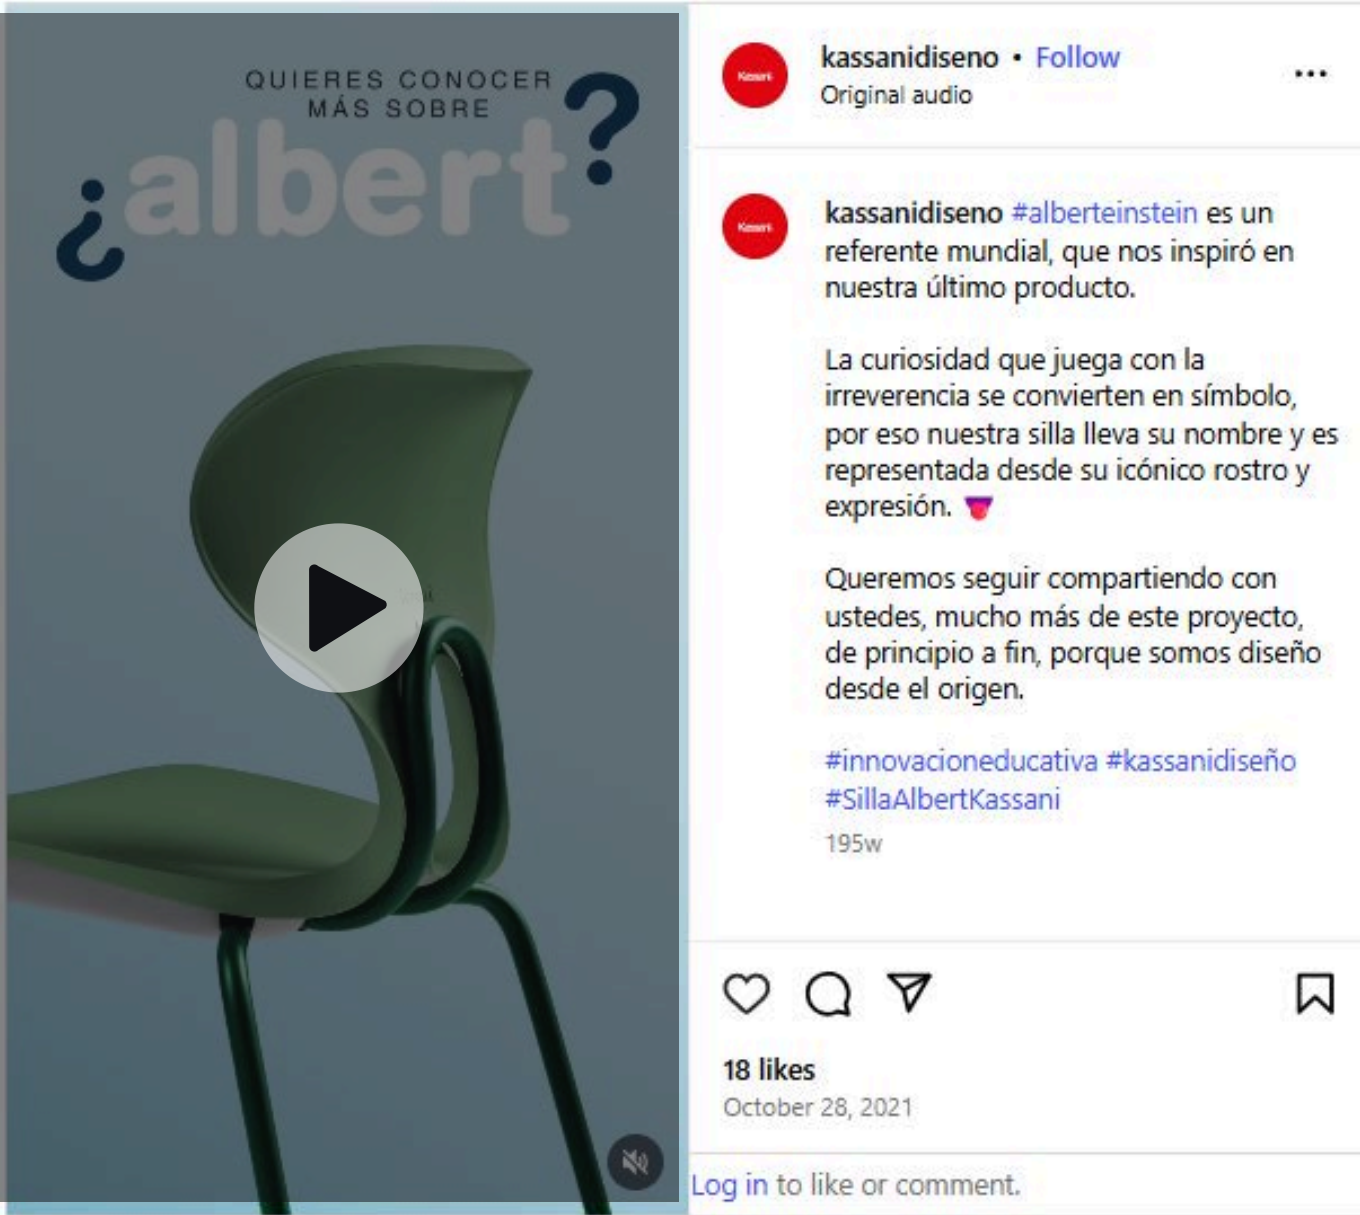 QUIERES CONOCER
MÁS SOBRE
¿albert?
kassanidiseno • Follow
Original audio
kassanidiseno #alberteinstein es un
referente mundial, que nos inspiró en
nuestra último producto.
La curiosidad que juega con la
irreverencia se convierten en símbolo,
por eso nuestra silla lleva su nombre y es
representada desde su icónico rostro y
expresión.
Queremos seguir compartiendo con
ustedes, mucho más de este proyecto,
de principio a fin, porque somos diseño
desde el origen.
#innovacioneducativa #kassanidiseño
#SillaAlbertKassani
195w
18 likes
October 28, 2021
Log in to like or comment.